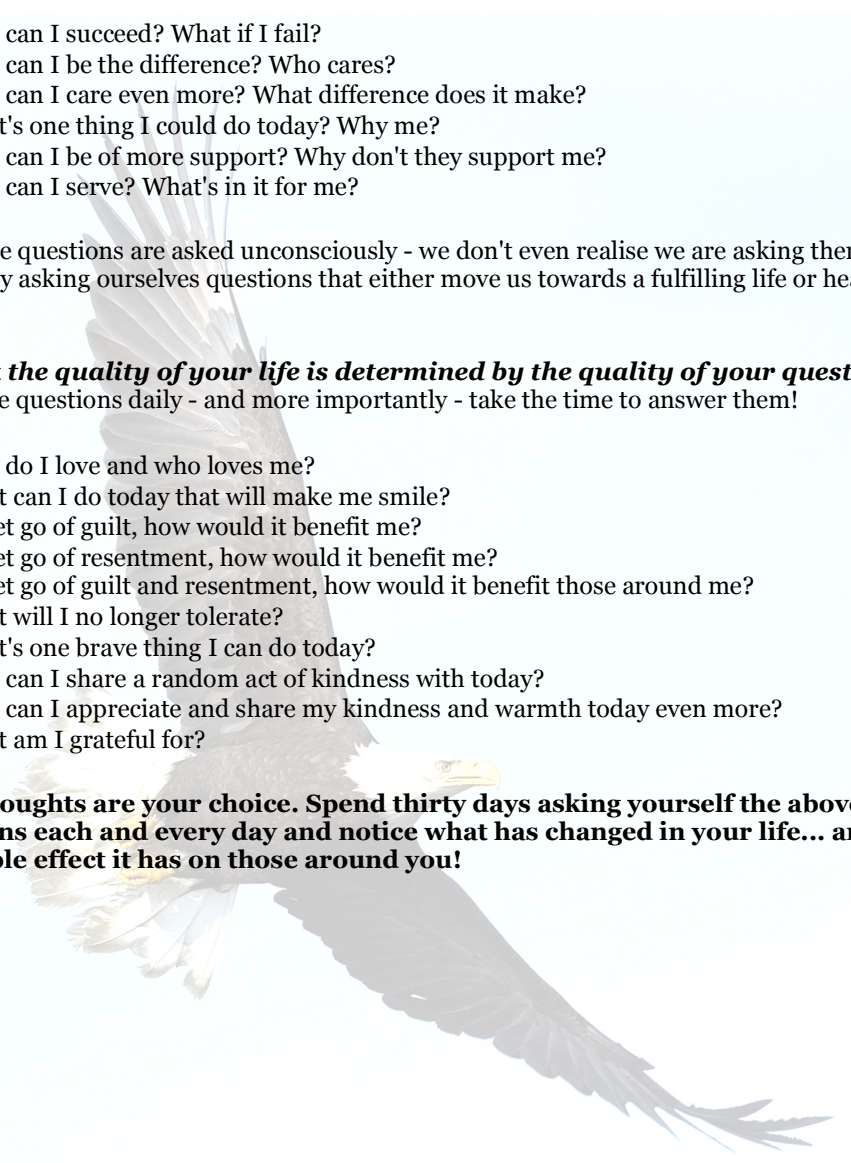 can I succeed? What if I fail?
can I be the difference? Who cares?
can I care even more? What difference does it make?
t's one thing I could do today? Why me?
can I be of more support? Why don't they support me?
can I serve? What's in it for me?
e questions are asked unconsciously - we don't even realise we are asking ther
y asking ourselves questions that either move us towards a fulfilling life or hea
the quality of your life is determined by the quality of your quest
e questions daily - and more importantly - take the time to answer them!
do I love and who loves me?
t can I do today that will make me smile?
et go of guilt, how would it benefit me?
et go of resentment, how would it benefit me?
et go of guilt and resentment, how would it benefit those around me?
t will I no longer tolerate?
t's one brave thing I can do today?
can I share a random act of kindness with today?
can I appreciate and share my kindness and warmth today even more?
t am I grateful for?
oughts are your choice. Spend thirty days asking yourself the above
ns each and every day and notice what has changed in your life... ar
ole effect it has on those around you!